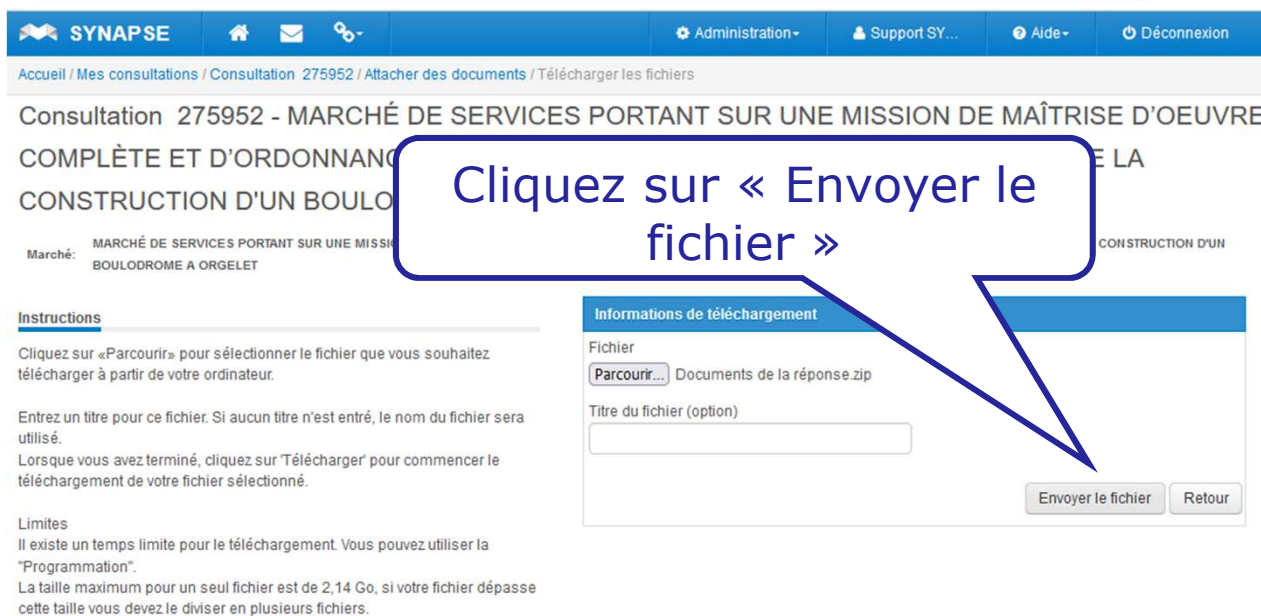 SYNAPSE Administration Support SY... Aide Déconnexion
Accueil / Mes consultations / Consultation 275952 / Attacher des documents / Télécharger les fichiers
Consultation 275952 - MARCHÉ DE SERVICES PORTANT SUR UNE MISSION DE MAÎTRISE D'OEUVRE
COMPLÈTE ET D'ORDONNANC E LA
CONSTRUCTION D'UN BOULO
Cliquez sur « Envoyer le
fichier »
Marché: MARCHÉ DE SERVICES PORTANT SUR UNE MISSI CONSTRUCTION D'UN
BOULODROME A ORGELET
Instructions
Cliquez sur «Parcourir» pour sélectionner le fichier que vous souhaitez
télécharger à partir de votre ordinateur.
Entrez un titre pour ce fichier. Si aucun titre n'est entré, le nom du fichier sera
utilisé.
Lorsque vous avez terminé, cliquez sur 'Télécharger' pour commencer le
téléchargement de votre fichier sélectionné.
Limites
Il existe un temps limite pour le téléchargement. Vous pouvez utiliser la
"Programmation".
La taille maximum pour un seul fichier est de 2,14 Go, si votre fichier dépasse
cette taille vous devez le diviser en plusieurs fichiers.
Informations de téléchargement
Fichier
Parcourir... Documents de la réponse.zip
Titre du fichier (option)
Envoyer le fichier Retour